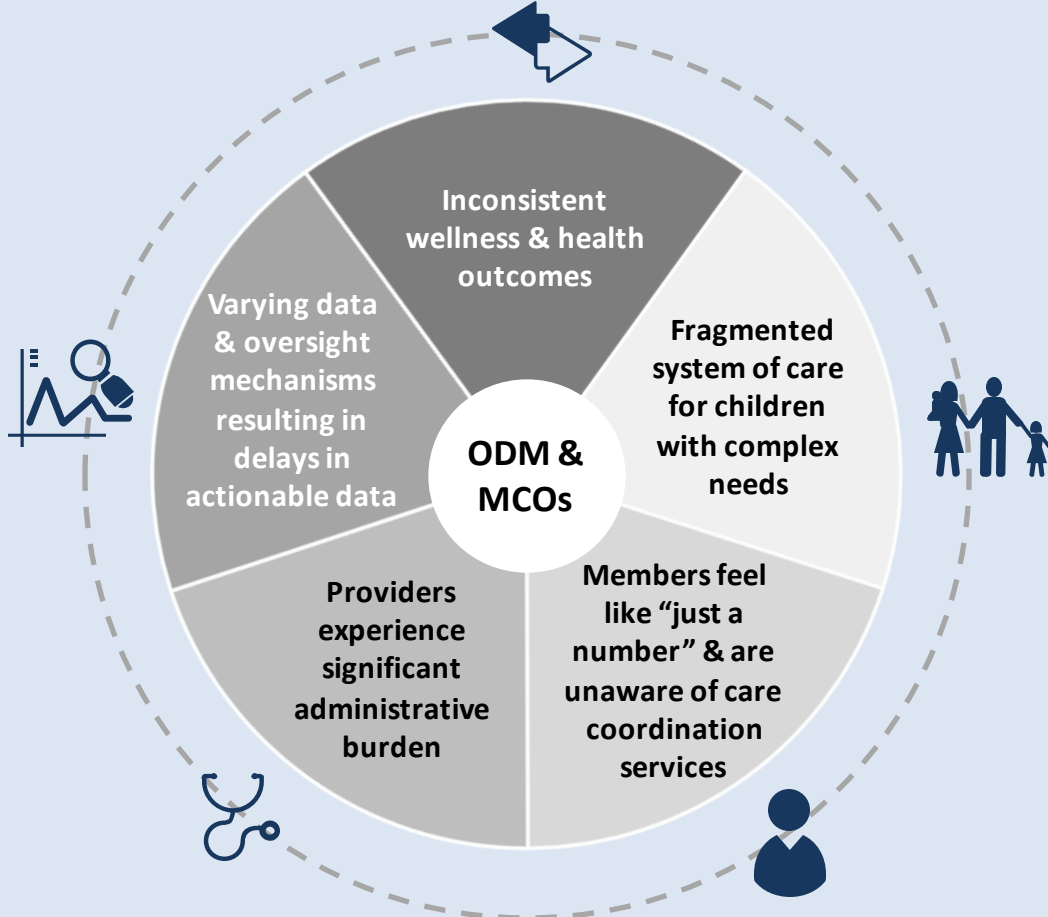 Inconsistent
wellness & health
outcomes
Fragmented
system of care
for children
with complex
needs
Members feel
like “just a
number” & are
unaware of care
coordination
services
Providers
experience
significant
administrative
burden
Varying data
& oversight
mechanisms
resulting in
delays in
actionable data
ODM &
MCOs